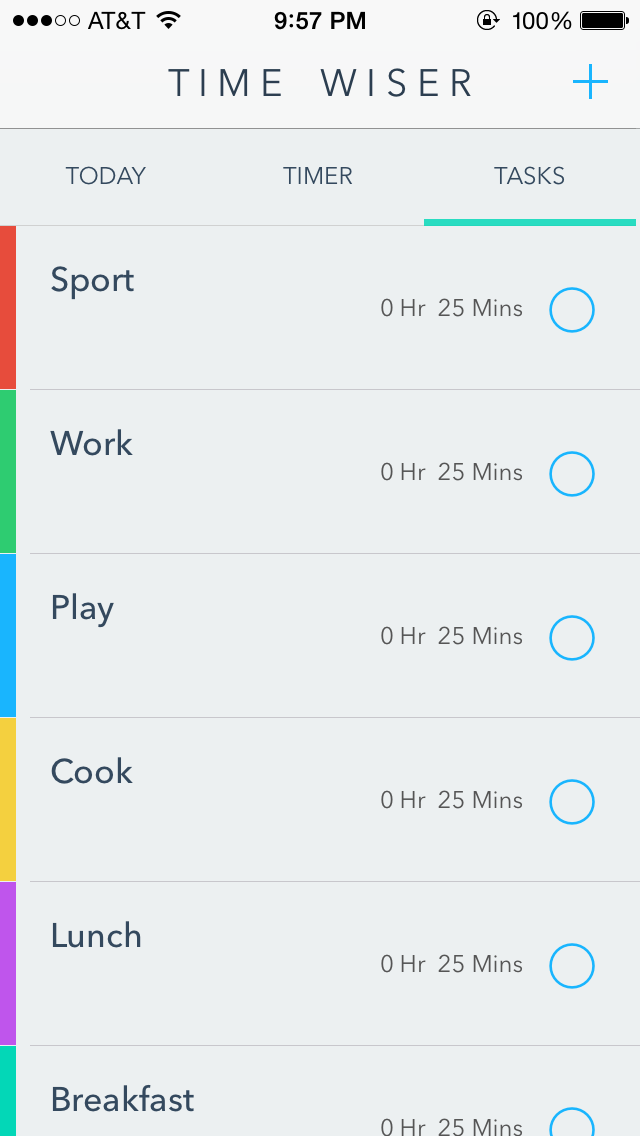 AT&T 9:57 PM 100%
TIME WISER
TODAY TIMER TASKS
Sport
0 Hr 25 Mins
Work
0 Hr 25 Mins
Play
0 Hr 25 Mins
Cook
0 Hr 25 Mins
Lunch
0 Hr 25 Mins
Breakfast
0 Hr 25 Mins